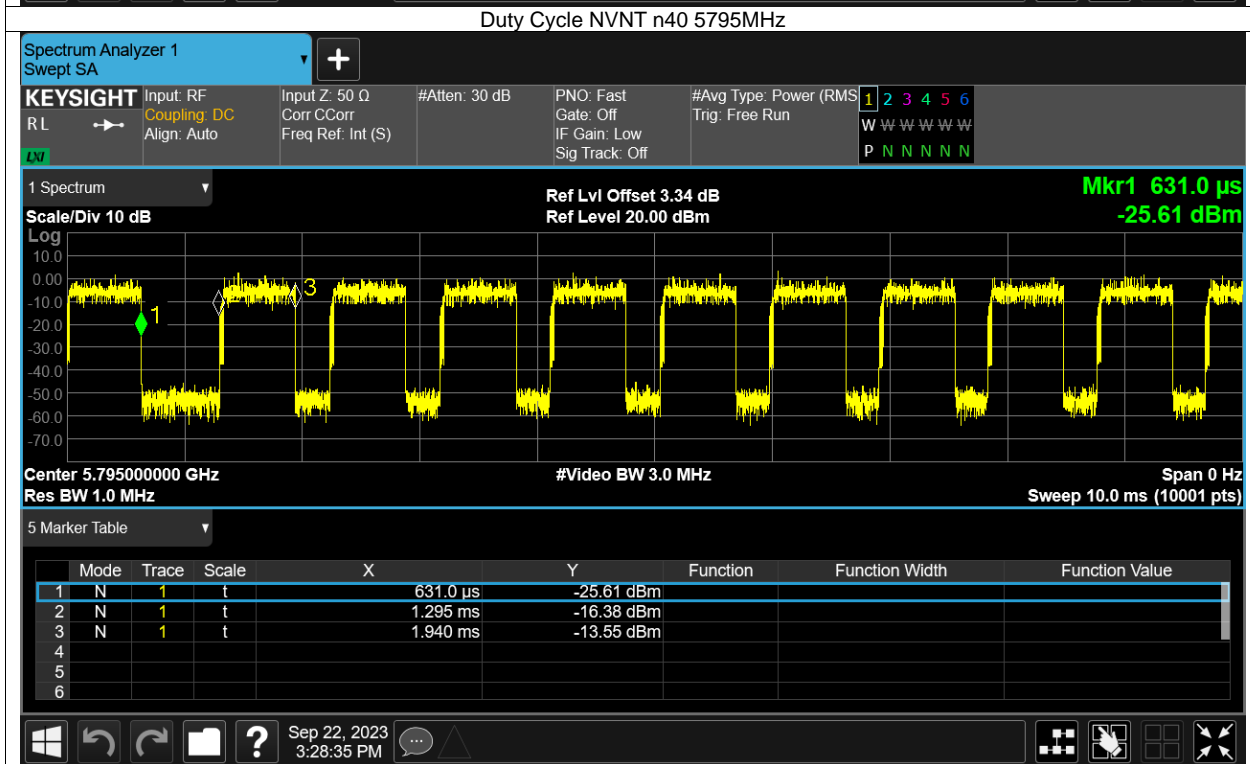 Duty Cycle NVNT n40 5795MHz
Spectrum Analyzer 1
Swept SA
KEYSIGHT
RL
LXI
Input: RF
Coupling: DC
Align: Auto
Input Z: 50 Ω
Corr CCorr
Freq Ref: Int (S)
#Atten: 30 dB
PNO: Fast
Gate: Off
IF Gain: Low
Sig Track: Off
#Avg Type: Power (RMS
Trig: Free Run
1 2 3 4 5 6
W W W W W W
P N N N N N
1 Spectrum
Scale/Div 10 dB
Ref Lvl Offset 3.34 dB
Ref Level 20.00 dBm
Mkr1 631.0 µs
-25.61 dBm
Log
10.0
0.00
-10.0
-20.0
-30.0
-40.0
-50.0
-60.0
-70.0
1
3
Center 5.795000000 GHz
#Video BW 3.0 MHz
Span 0 Hz
Res BW 1.0 MHz
Sweep 10.0 ms (10001 pts)
5 Marker Table
Mode Trace Scale X Y Function Function Width Function Value
1 N 1 t 631.0 µs -25.61 dBm
2 N 1 t 1.295 ms -16.38 dBm
3 N 1 t 1.940 ms -13.55 dBm
4
5
6
?
Sep 22, 2023
3:28:35 PM